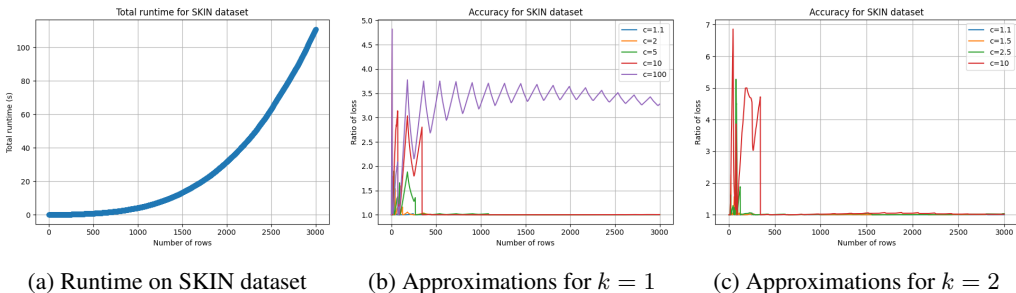 Total runtime for SKIN dataset
Total runtime (s)
100
80
60
40
20
0
0 500 1000 1500 2000 2500 3000
Number of rows
(a) Runtime on SKIN dataset
Accuracy for SKIN dataset
Ratio of loss
5.0
4.5
4.0
3.5
3.0
2.5
2.0
1.5
1.0
c=1.1
c=2
c=5
c=10
c=100
0 500 1000 1500 2000 2500 3000
Number of rows
(b) Approximations for k = 1
Accuracy for SKIN dataset
Ratio of loss
7
6
5
4
3
2
1
c=1.1
c=1.5
c=2.5
c=10
0 500 1000 1500 2000 2500 3000
Number of rows
(c) Approximations for k = 2